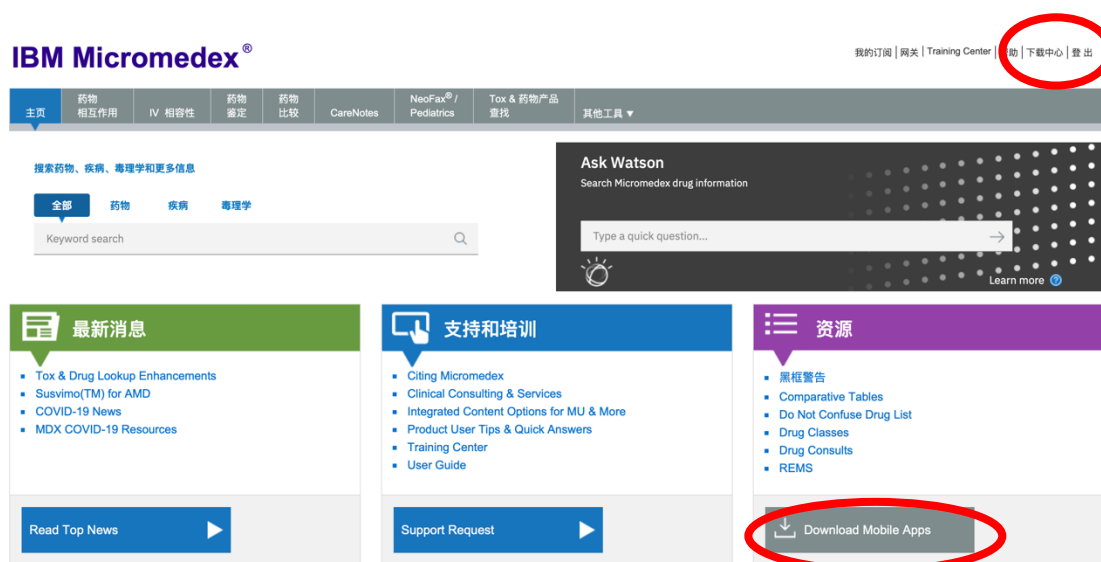 IBM Micromedex®
我的订阅 | 网关 | Training Center | 帮助 | 下载中心 | 登 出
主页
药物
相互作用
IV 相容性
药物
鉴定
药物
比较
CareNotes
NeoFax® /
Pediatrics
Tox & 药物产品
查找
其他工具 ▼
搜索药物、疾病、毒理学和更多信息
全部 药物 疾病 毒理学
Keyword search
Ask Watson
Search Micromedex drug information
Type a quick question...
Learn more ?
最新消息
Tox & Drug Lookup Enhancements
Susvimo(TM) for AMD
COVID-19 News
MDX COVID-19 Resources
Read Top News
支持和培训
Citing Micromedex
Clinical Consulting & Services
Integrated Content Options for MU & More
Product User Tips & Quick Answers
Training Center
User Guide
Support Request
资源
黑框警告
Comparative Tables
Do Not Confuse Drug List
Drug Classes
Drug Consults
REMS
Download Mobile Apps